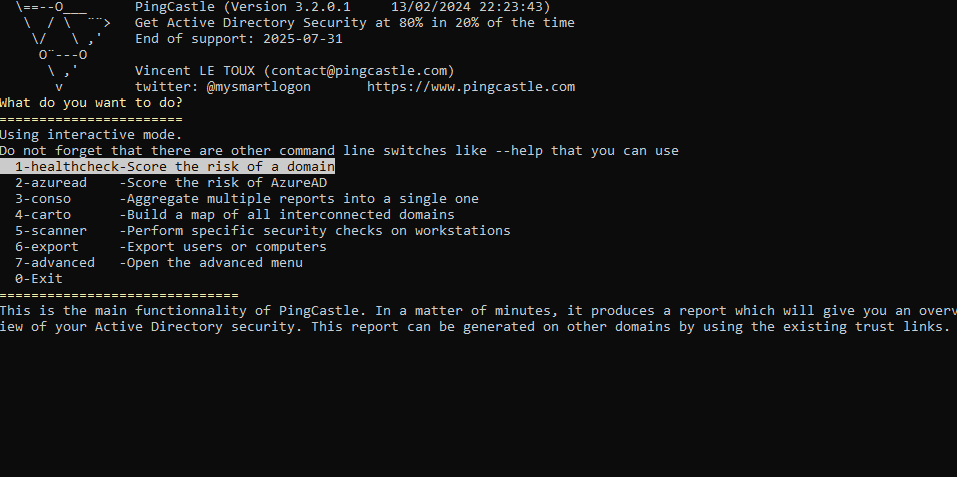 \==--O___      PingCastle (Version 3.2.0.1     13/02/2024 22:23:43)
\  / \  ¨¨>   Get Active Directory Security at 80% in 20% of the time
\/   \ ,'    End of support: 2025-07-31
O¨---O
\ ,'       Vincent LE TOUX (contact@pingcastle.com)
v         twitter: @mysmartlogon       https://www.pingcastle.com
What do you want to do?
=======================
Using interactive mode.
Do not forget that there are other command line switches like --help that you can use
1-healthcheck-Score the risk of a domain
2-azuread    -Score the risk of AzureAD
3-conso      -Aggregate multiple reports into a single one
4-carto      -Build a map of all interconnected domains
5-scanner    -Perform specific security checks on workstations
6-export     -Export users or computers
7-advanced   -Open the advanced menu
0-Exit
==============================
This is the main functionnality of PingCastle. In a matter of minutes, it produces a report which will give you an overv
iew of your Active Directory security. This report can be generated on other domains by using the existing trust links.